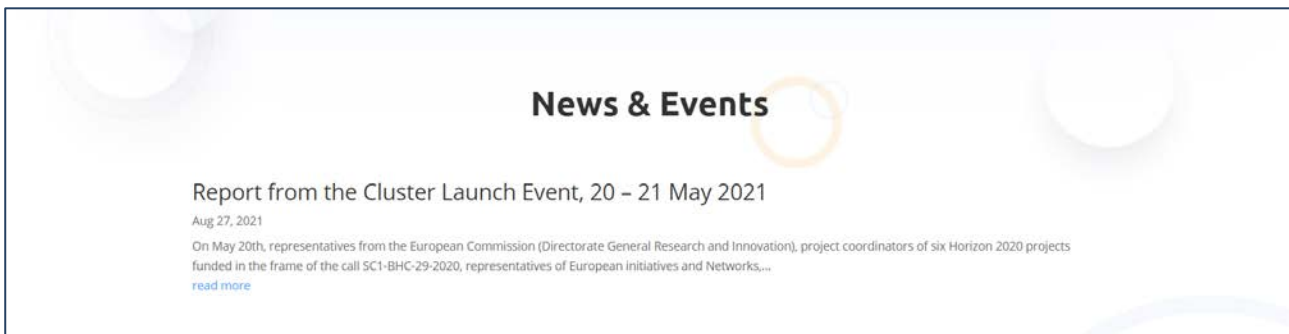 News & Events
Report from the Cluster Launch Event, 20 – 21 May 2021
Aug 27, 2021
On May 20th, representatives from the European Commission (Directorate General Research and Innovation), project coordinators of six Horizon 2020 projects
funded in the frame of the call SC1-BHC-29-2020, representatives of European initiatives and Networks,...
read more